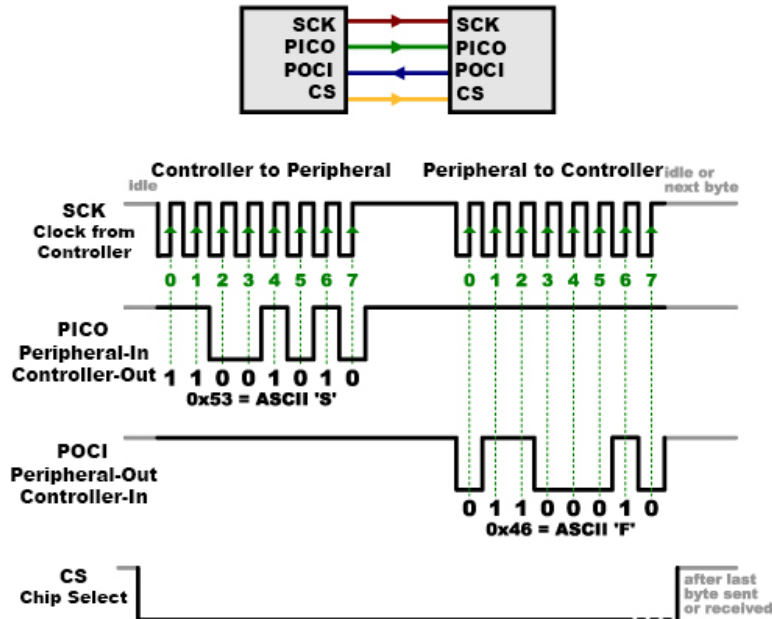 SCK SCK
PICO PICO
POCI POCI
CS CS
Controller to Peripheral Peripheral to Controller
idle idle or
next byte
SCK
Clock from
Controller
0 1 2 3 4 5 6 7 0 1 2 3 4 5 6 7
PICO
Peripheral-In
Controller-Out
1 1 0 0 1 0 1 0
0x53 = ASCII 'S'
POCI
Peripheral-Out
Controller-In
0 1 1 0 0 0 1 0
0x46 = ASCII 'F'
CS
Chip Select
after last
byte sent
or received